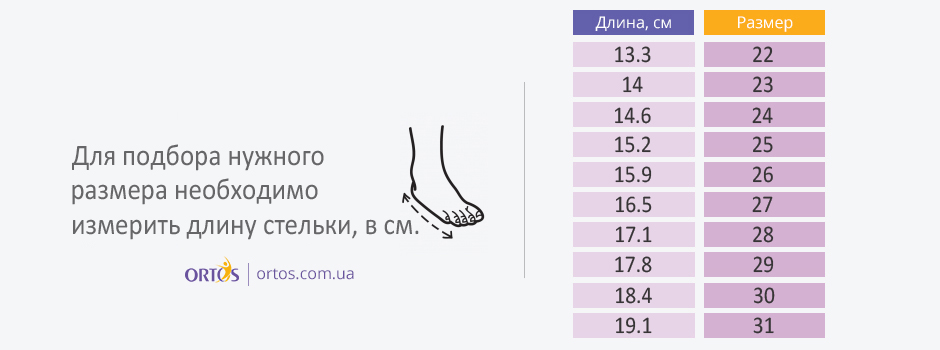 Для подбора нужного
размера необходимо
измерить длину стельки, в см.
ORTOS | ortos.com.ua
Длина, см Размер
13.3 22
14 23
14.6 24
15.2 25
15.9 26
16.5 27
17.1 28
17.8 29
18.4 30
19.1 31